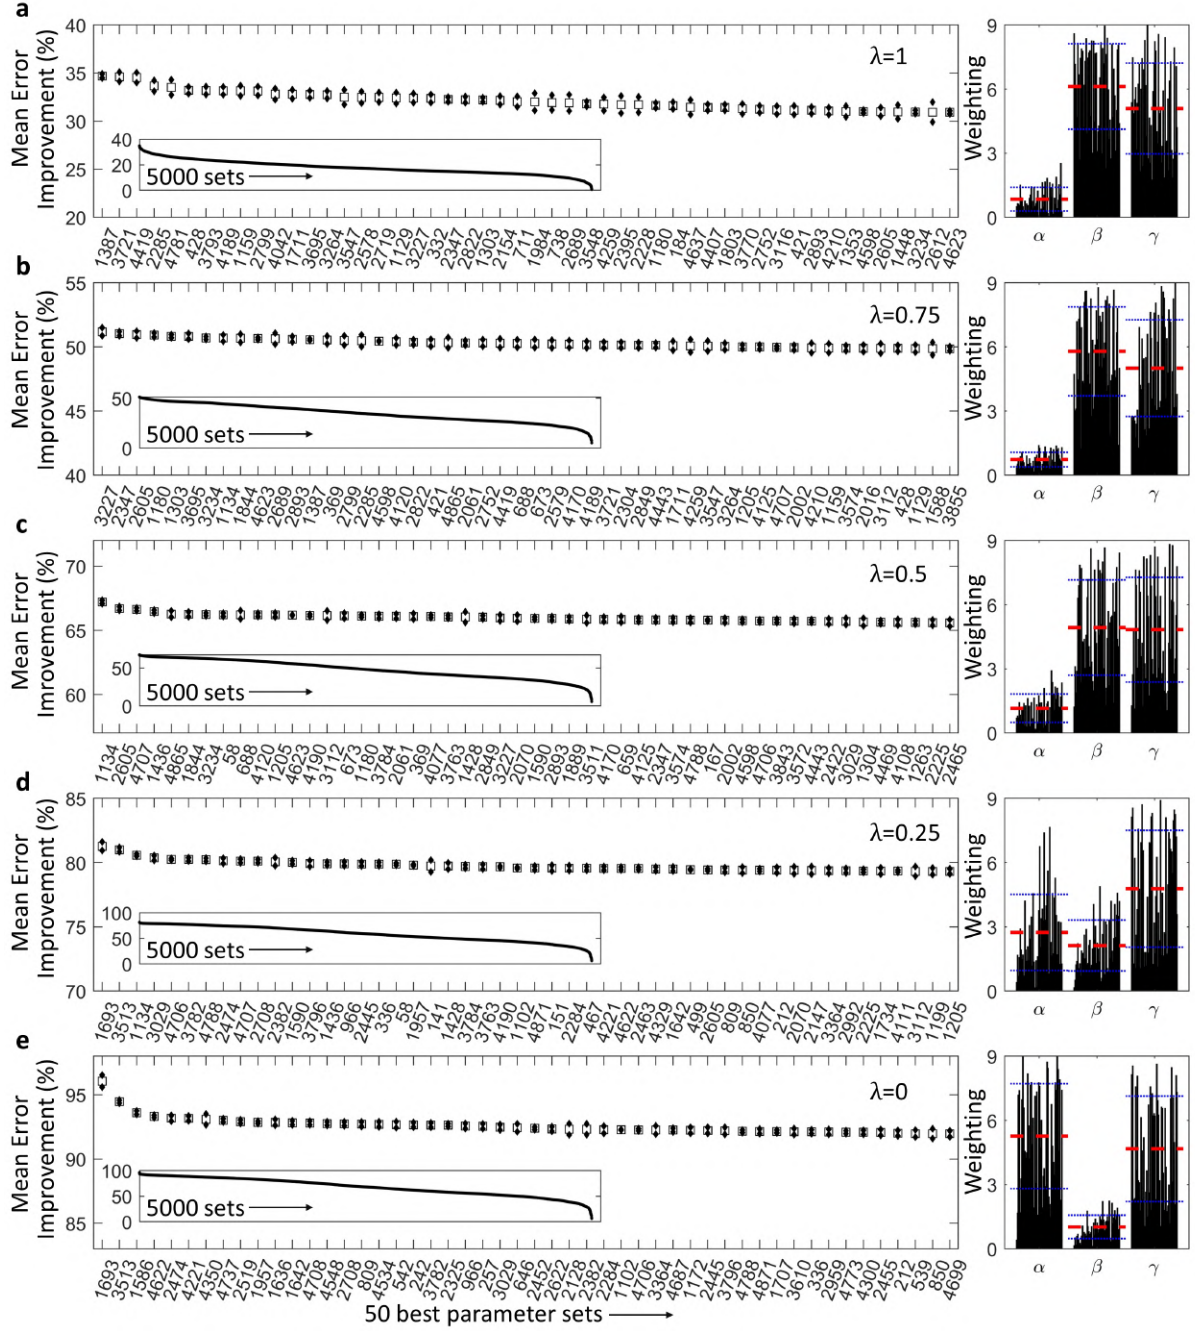 a
Mean Error
Improvement (%)
40
35
30
25
20
λ=1
40
20
0
5000 sets
1387 3721 4419 2285 4781 428 3793 4189 1159 2799 4042 1711 3695 3264 3547 2578 2719 1129 3227 332 2347 2822 1303 2154 711 1984 738 2689 3548 4259 2395 2228 1180 184 4637 4407 1803 3770 2752 3116 421 2893 4210 1353 4598 2605 1448 3234 2612 4623
Weighting
9
6
3
0
α β γ
b
Mean Error
Improvement (%)
55
50
45
40
λ=0.75
50
0
5000 sets
3227 2347 2605 1180 1303 3695 3234 1134 1844 4623 2689 2893 1387 369 2799 2285 4598 4120 2822 421 4865 2061 2752 4419 688 673 2579 4170 4189 3721 2304 2849 4443 1711 4259 3547 3264 1205 4125 4707 2002 4210 1159 3574 2016 3112 428 1129 1588 3855
Weighting
9
6
3
0
α β γ
c
Mean Error
Improvement (%)
70
65
60
λ=0.5
50
0
5000 sets
1134 2605 4707 1436 4865 1844 3234 58 688 4120 1205 4623 4190 3112 673 1180 3784 2061 369 4077 3763 1428 2849 3227 2070 1590 2893 1889 3511 4170 659 4125 2347 3574 4788 167 2002 4598 4706 3843 3572 4443 2422 3029 1304 4469 4108 1263 2225 2465
Weighting
9
6
3
0
α β γ
d
Mean Error
Improvement (%)
85
80
75
70
λ=0.25
100
50
0
5000 sets
1693 3513 1134 3029 4706 3782 4788 2474 4707 2708 2382 1590 3796 1436 966 2445 336 58 1957 141 1428 3784 3763 4190 1102 4871 151 2284 467 4221 4622 2463 4329 1642 499 2605 809 850 4077 212 2070 2147 3364 2992 2225 1734 4111 3112 1199 1205
Weighting
9
6
3
0
α β γ
e
Mean Error
Improvement (%)
95
90
85
λ=0
100
50
0
5000 sets
1693 3513 1586 4622 2474 4221 4350 4737 2519 1957 1636 1642 4708 1548 2708 809 4534 542 242 3782 2325 966 257 3029 646 2452 2622 2128 2382 2284 1102 4706 3364 4687 172 2445 3796 4788 4871 1707 3610 336 2959 4773 4300 2455 212 539 850 4699
Weighting
9
6
3
0
α β γ
50 best parameter sets